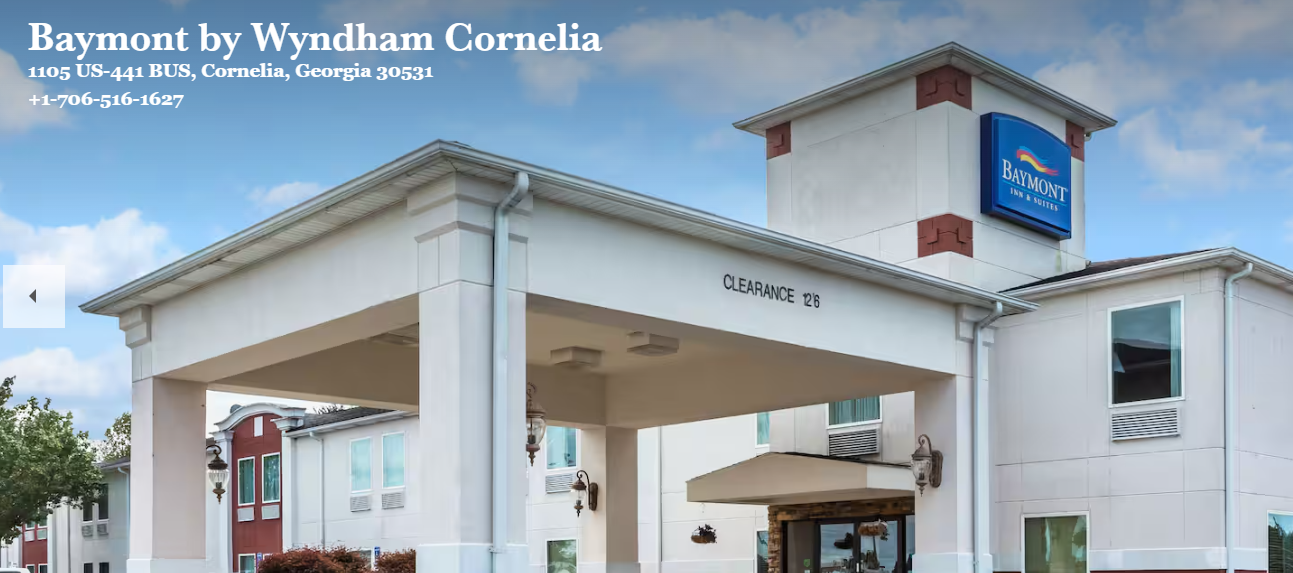 Baymont by Wyndham Cornelia
1105 US-441 BUS, Cornelia, Georgia 30531
+1-706-516-1627
BAYMONT
INN & SUITES
CLEARANCE 12'6